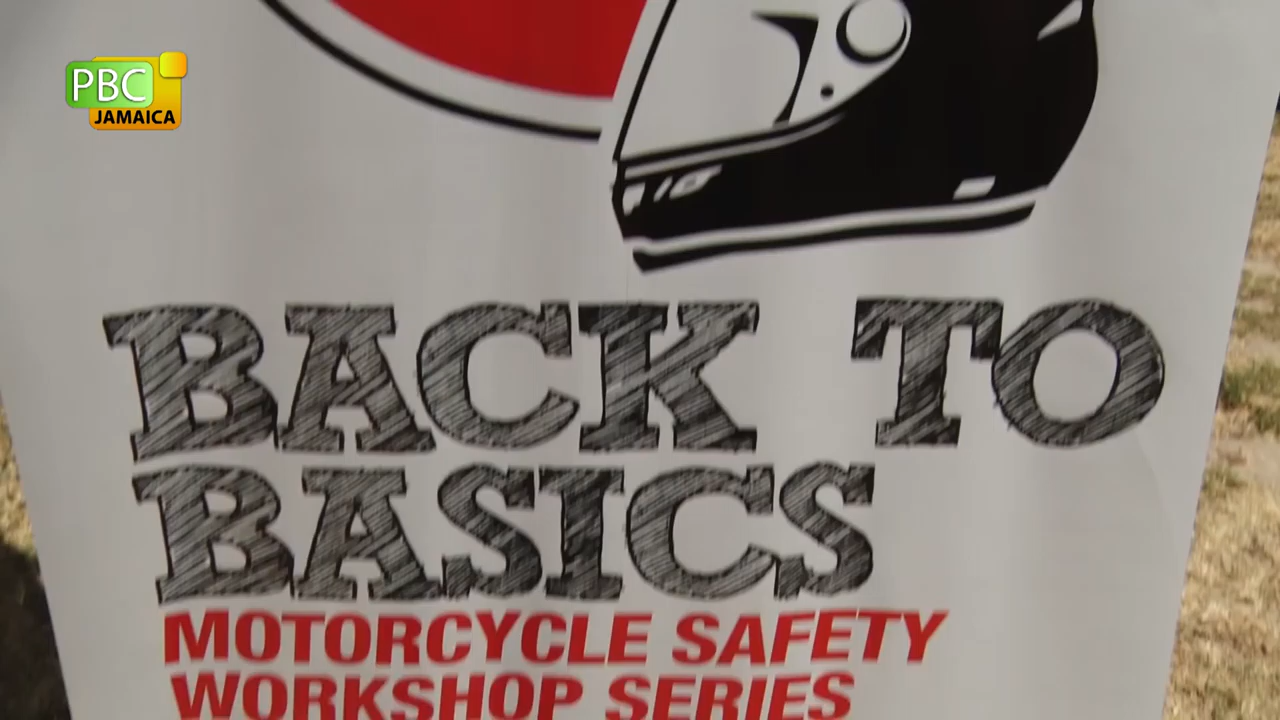 PBC
JAMAICA
BACK TO
BASICS
MOTORCYCLE SAFETY
WORKSHOP SERIES